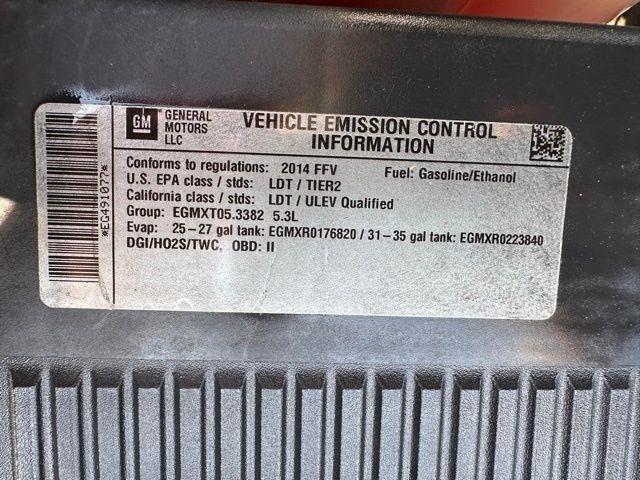 *EG491077*
GM
GENERAL
MOTORS
LLC
VEHICLE EMISSION CONTROL
INFORMATION
Conforms to regulations: 2014 FFV Fuel: Gasoline/Ethanol
U.S. EPA class / stds: LDT / TIER2
California class / stds: LDT / ULEV Qualified
Group: EGMXT05.3382 5.3L
Evap: 25-27 gal tank: EGMXR0176820 / 31-35 gal tank: EGMXR0223840
DGI/HO2S/TWC, OBD: II